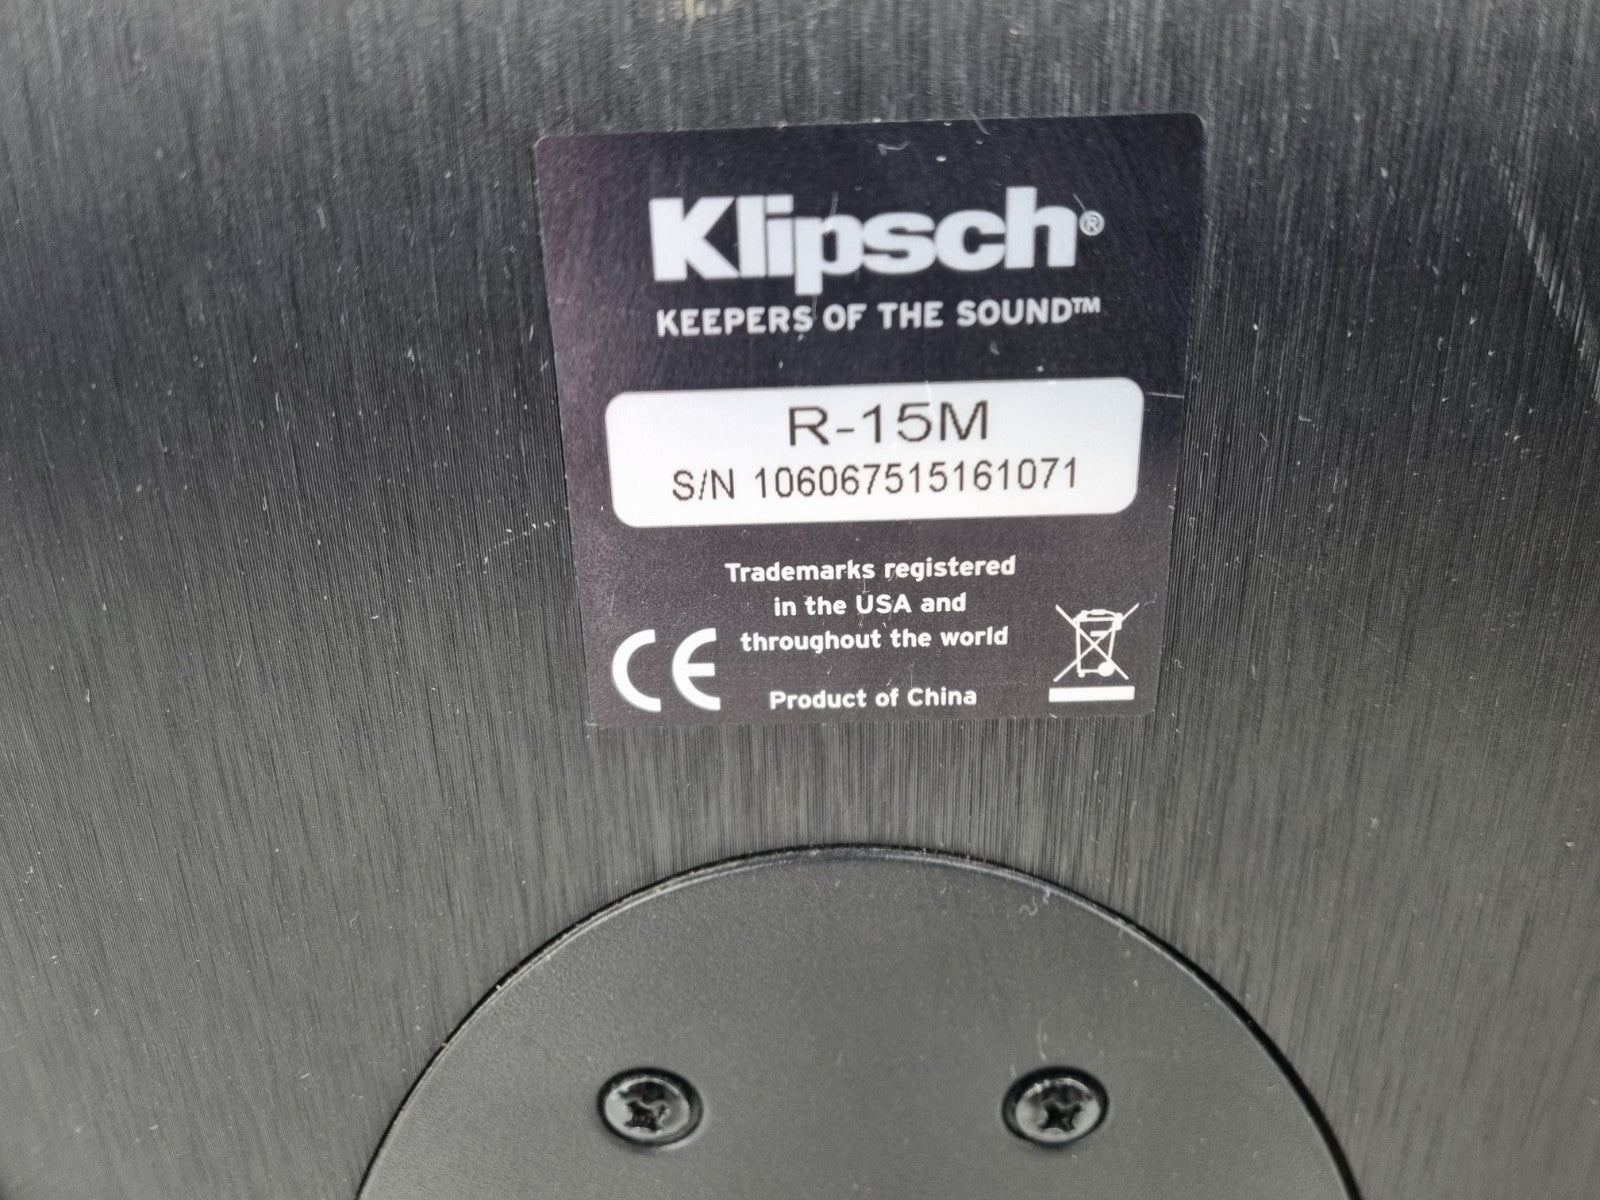 Klipsch®
KEEPERS OF THE SOUND™
R-15M
S/N 106067515161071
Trademarks registered
in the USA and
throughout the world
CE
Product of China